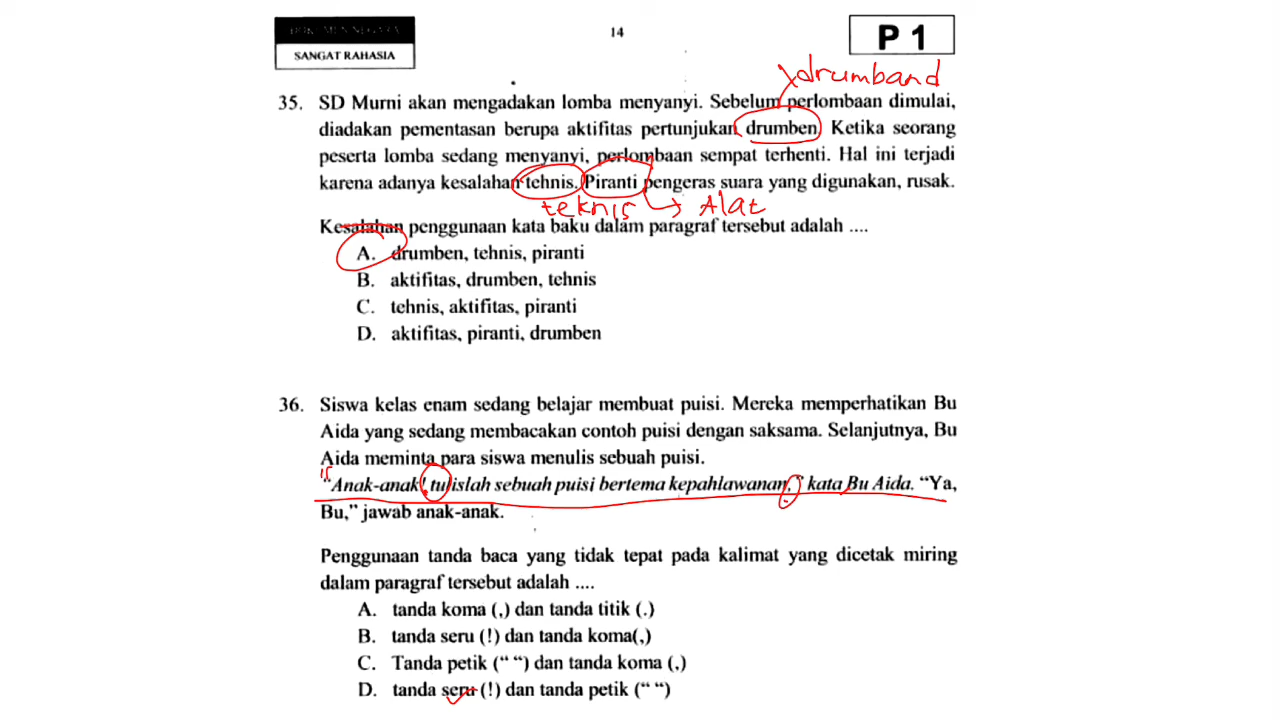 DOKUMEN NEGARA
SANGAT RAHASIA
14
P 1
drumband
35. SD Murni akan mengadakan lomba menyanyi. Sebelum perlombaan dimulai,
diadakan pementasan berupa aktifitas pertunjukan drumben. Ketika seorang
peserta lomba sedang menyanyi, perlombaan sempat terhenti. Hal ini terjadi
karena adanya kesalahan tehnis. Piranti pengeras suara yang digunakan, rusak.
teknis → Alat
Kesalahan penggunaan kata baku dalam paragraf tersebut adalah ....
A. drumben, tehnis, piranti
B. aktifitas, drumben, tehnis
C. tehnis, aktifitas, piranti
D. aktifitas, piranti, drumben
36. Siswa kelas enam sedang belajar membuat puisi. Mereka memperhatikan Bu
Aida yang sedang membacakan contoh puisi dengan saksama. Selanjutnya, Bu
Aida meminta para siswa menulis sebuah puisi.
“Anak-anak! tulislah sebuah puisi bertema kepahlawanan,” kata Bu Aida. “Ya,
Bu,” jawab anak-anak.
Penggunaan tanda baca yang tidak tepat pada kalimat yang dicetak miring
dalam paragraf tersebut adalah ....
A. tanda koma (,) dan tanda titik (.)
B. tanda seru (!) dan tanda koma(,)
C. Tanda petik (“ “) dan tanda koma (,)
D. tanda seru (!) dan tanda petik (“ “)